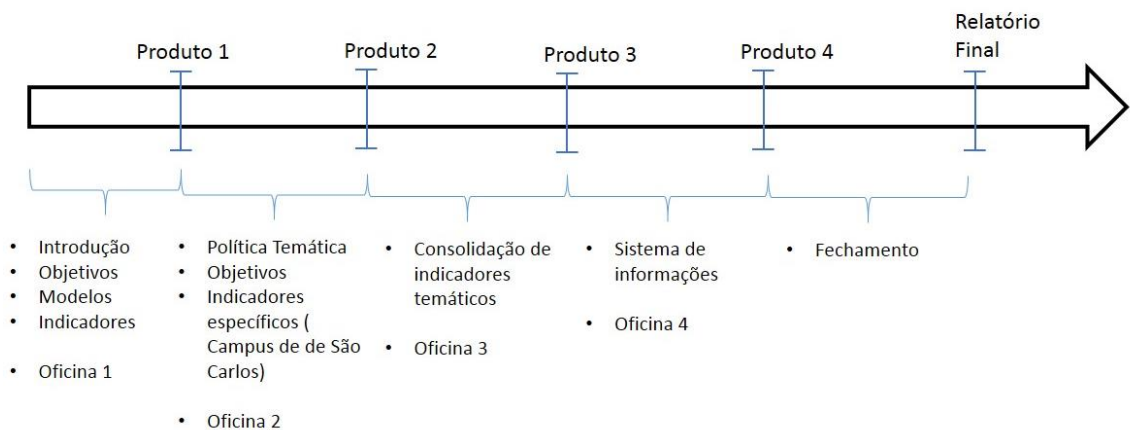 Produto 1
Produto 2
Produto 3
Produto 4
Relatório
Final
• Introdução
• Objetivos
• Modelos
• Indicadores
• Oficina 1
• Política Temática
• Objetivos
• Indicadores
específicos (
Campus de de São
Carlos)
• Oficina 2
• Consolidação de
indicadores
temáticos
• Oficina 3
• Sistema de
informações
• Oficina 4
• Fechamento